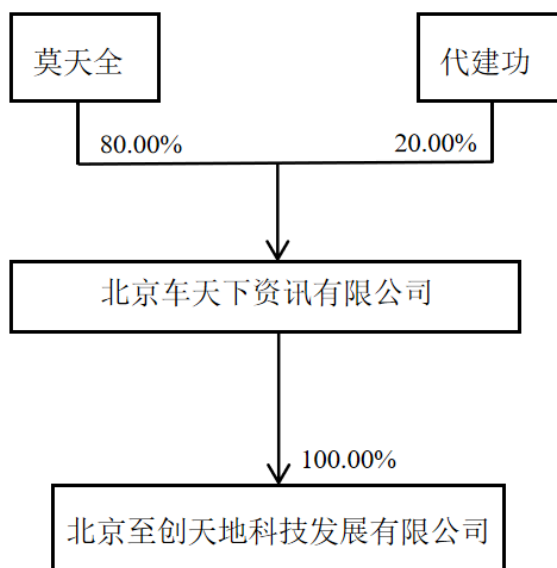 莫天全
代建功
80.00%
20.00%
北京车天下资讯有限公司
100.00%
北京至创天地科技发展有限公司